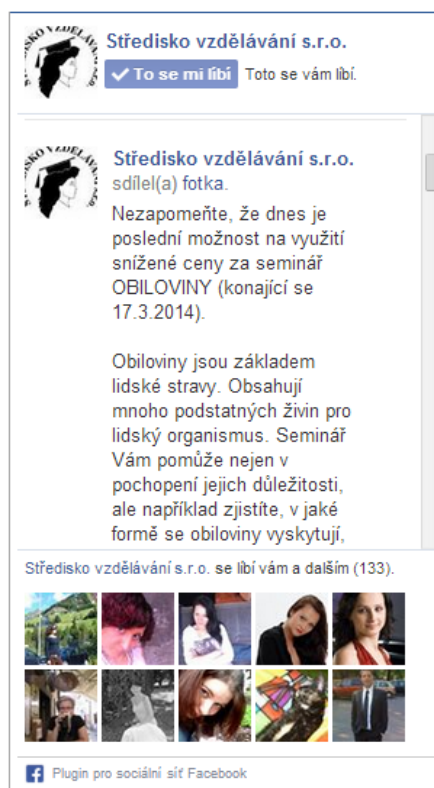 Středisko vzdělávání s.r.o.
To se mi líbí Toto se vám líbí.
Středisko vzdělávání s.r.o.
sdílel(a) fotka.
Nezapomeňte, že dnes je
poslední možnost na využití
snížené ceny za seminář
OBILOVINY (konající se
17.3.2014).
Obiloviny jsou základem
lidské stravy. Obsahují
mnoho podstatných živin pro
lidský organismus. Seminář
Vám pomůže nejen v
pochopení jejich důležitosti,
ale například zjistíte, v jaké
formě se obiloviny vyskytují,
Středisko vzdělávání s.r.o. se líbí vám a dalším (133).
Plugin pro sociální síť Facebook